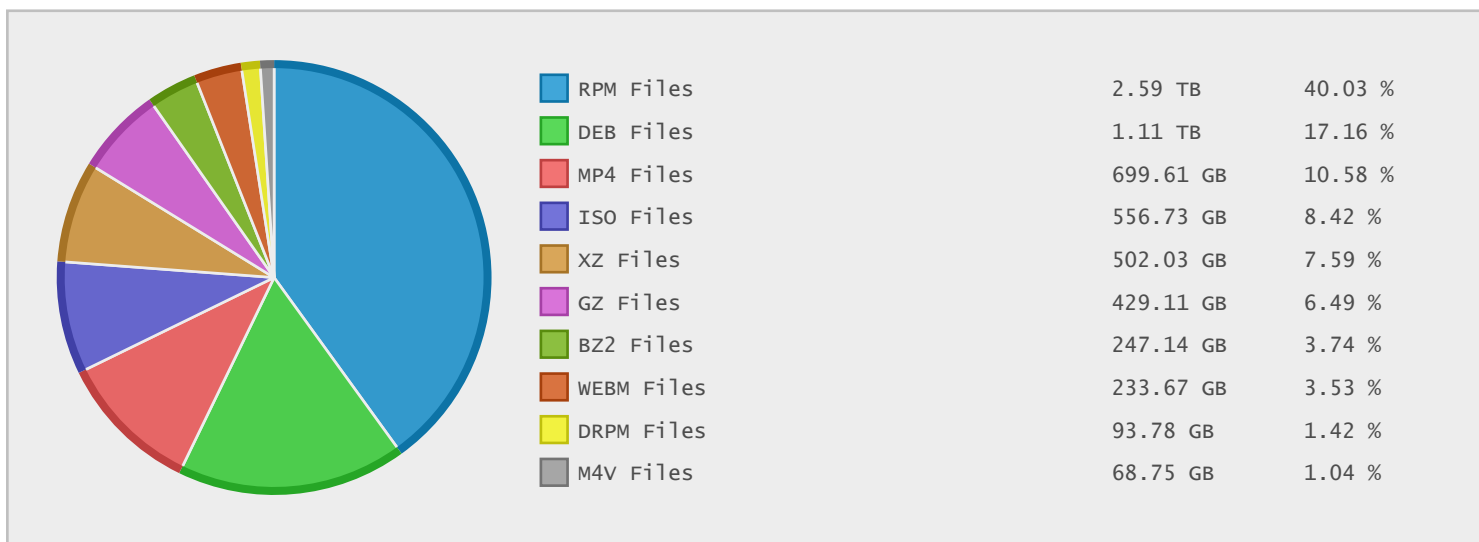 RPM Files 2.59 TB 40.03 %
DEB Files 1.11 TB 17.16 %
MP4 Files 699.61 GB 10.58 %
ISO Files 556.73 GB 8.42 %
XZ Files 502.03 GB 7.59 %
GZ Files 429.11 GB 6.49 %
BZ2 Files 247.14 GB 3.74 %
WEBM Files 233.67 GB 3.53 %
DRPM Files 93.78 GB 1.42 %
M4V Files 68.75 GB 1.04 %